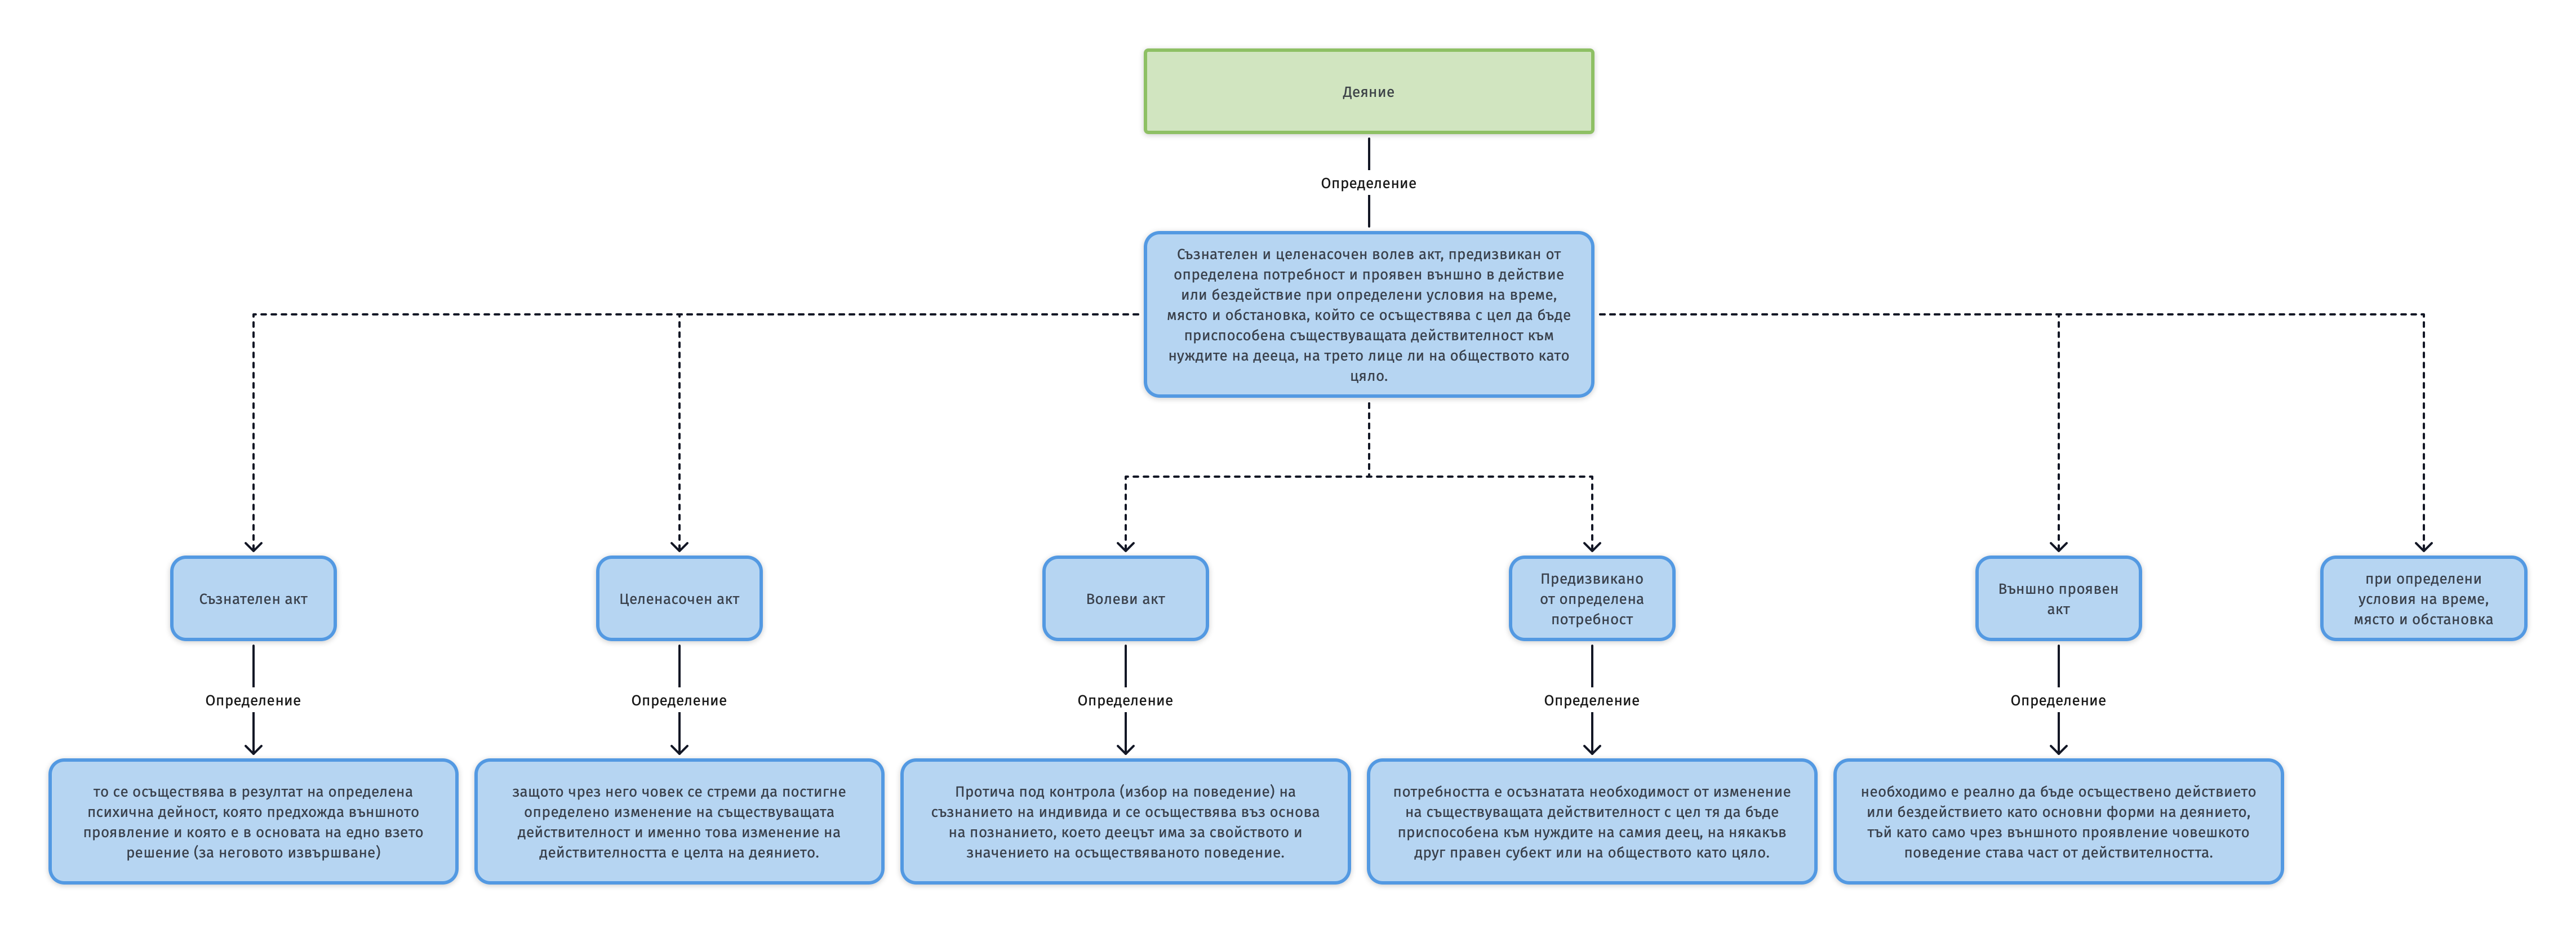 Деяние
Определение
Съзнателен и целенасочен волев акт, предизвикан от
определена потребност и проявен външно в действие
или бездействие при определени условия на време,
място и обстановка, който се осъществява с цел да бъде
приспособена съществуващата действителност към
нуждите на дееца, на трето лице ли на обществото като
цяло.
Съзнателен акт
Целенасочен акт
Волеви акт
Предизвикано
от определена
потребност
Външно проявен
акт
при определени
условия на време,
място и обстановка
Определение
Определение
Определение
Определение
Определение
то се осъществява в резултат на определена
психична дейност, която предхожда външното
проявление и която е в основата на едно взето
решение (за неговото извършване)
защото чрез него човек се стреми да постигне
определено изменение на съществуващата
действителност и именно това изменение на
действителността е целта на деянието.
Протича под контрола (избор на поведение) на
съзнанието на индивида и се осъществява въз основа
на познанието, което деецът има за свойството и
значението на осъществяваното поведение.
потребността е осъзнатата необходимост от изменение
на съществуващата действителност с цел тя да бъде
приспособена към нуждите на самия деец, на някакъв
друг правен субект или на обществото като цяло.
необходимо е реално да бъде осъществено действието
или бездействието като основни форми на деянието,
тъй като само чрез външното проявление човешкото
поведение става част от действителността.